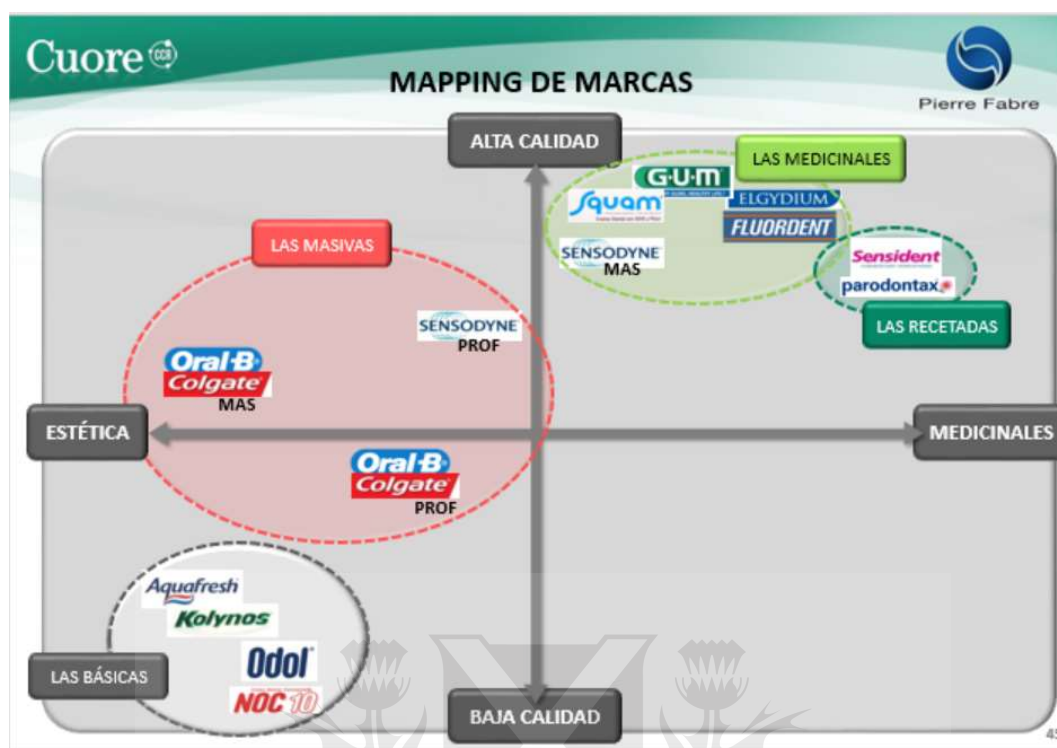 Cuore CCR
Pierre Fabre
MAPPING DE MARCAS
ALTA CALIDAD
LAS MEDICINALES
G·U·M
Squam
ELGYDIUM
FLUORDENT
LAS MASIVAS
SENSODYNE
MAS
Sensident
parodontax
LAS RECETADAS
SENSODYNE
PROF
Oral-B
Colgate
MAS
ESTÉTICA
MEDICINALES
Oral-B
Colgate
PROF
Aquafresh
Kolynos
Odol
NOC 10
LAS BÁSICAS
BAJA CALIDAD